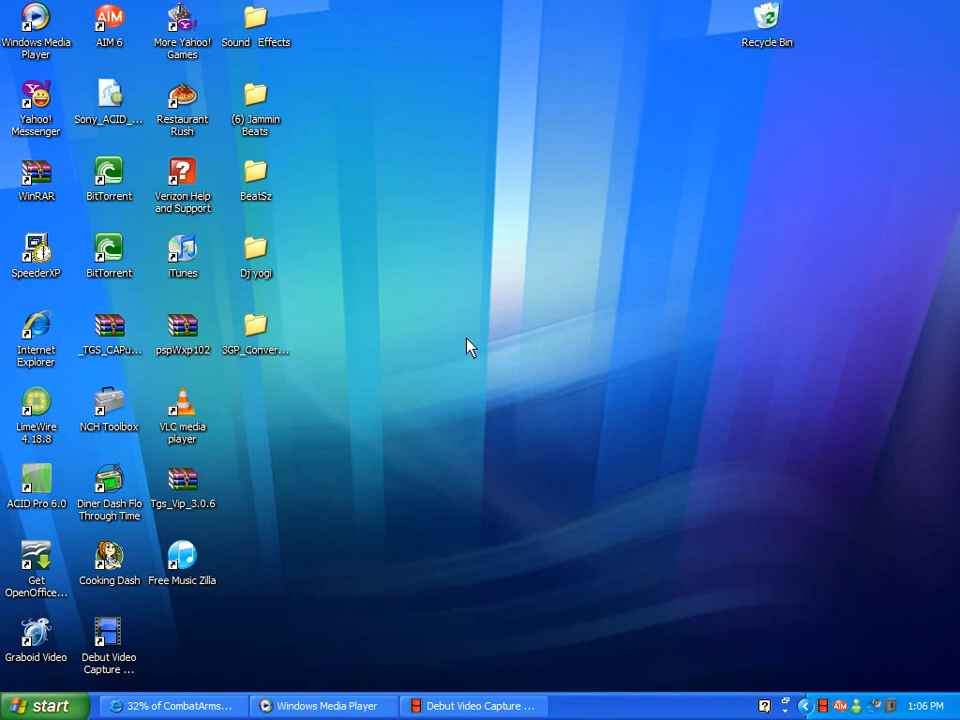 Windows Media
Player
AIM
AIM 6
More Yahoo!
Games
Sound Effects
Recycle Bin
Yahoo!
Messenger
Sony_ACID_...
Restaurant
Rush
(6) Jammin
Beats
WinRAR
BitTorrent
Verizon Help
and Support
BeatSz
SpeederXP
BitTorrent
iTunes
Dj yogi
Internet
Explorer
_TGS_CAPu...
pspWxp102
3GP_Conver...
LimeWire
4.18.8
NCH Toolbox
VLC media
player
ACID Pro 6.0
Diner Dash Flo
Through Time
Tgs_Vip_3.0.6
Get
OpenOffice...
Cooking Dash
Free Music Zilla
Graboid Video
Debut Video
Capture ...
start
32% of CombatArms...
Windows Media Player
Debut Video Capture ...
AIM
1:06 PM